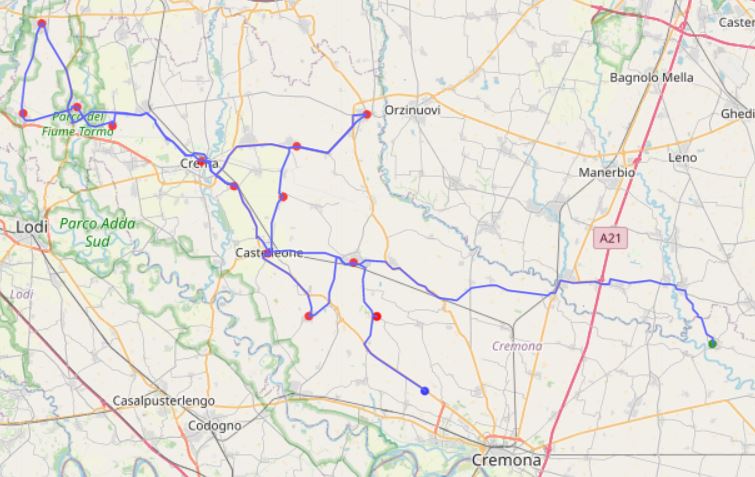 Caster
Bagnolo Mella
Orzinuovi
Ghedi
Parco del
Fiume Tormo
Crema
Leno
Manerbio
Lodi
Parco Adda
Sud
A21
Castelleone
Lodi
Cremona
Casalpusterlengo
Codogno
Cremona